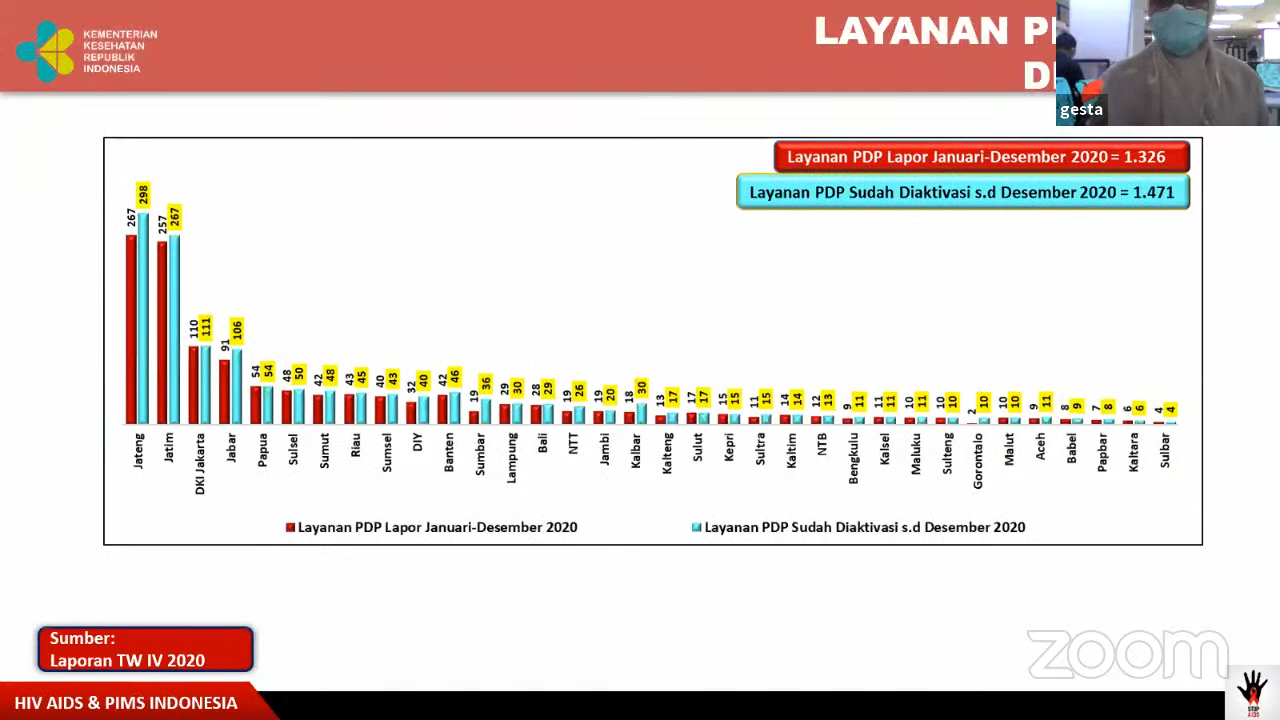 KEMENTERIAN
KESEHATAN
REPUBLIK
INDONESIA
LAYANAN
gesta
Layanan PDP Lapor Januari-Desember 2020 = 1.326
Layanan PDP Sudah Diaktivasi s.d Desember 2020 = 1.471
267 298 257 267 110 111 91 106 54 54 48 50 42 48 43 45 40 43 32 40 42 46 19 36 29 30 28 29 19 26 19 20 18 30 13 17 17 17 15 15 11 15 14 14 12 13 9 11 11 11 10 11 10 10 2 10 10 10 9 11 8 9 7 8 6 6 4 4
Jateng Jatim DKI Jakarta Jabar Papua Sulsel Sumut Riau Sumsel DIY Banten Sumbar Lampung Bali NTT Jambi Kalbar Kalteng Sulut Kepri Sultra Kaltim NTB Bengkulu Kalsel Maluku Sulteng Gorontalo Malut Aceh Babel Papbar Kaltara Sulbar
Layanan PDP Lapor Januari-Desember 2020 Layanan PDP Sudah Diaktivasi s.d Desember 2020
Sumber:
Laporan TW IV 2020
zoom
HIV AIDS & PIMS INDONESIA
STOP
AIDS